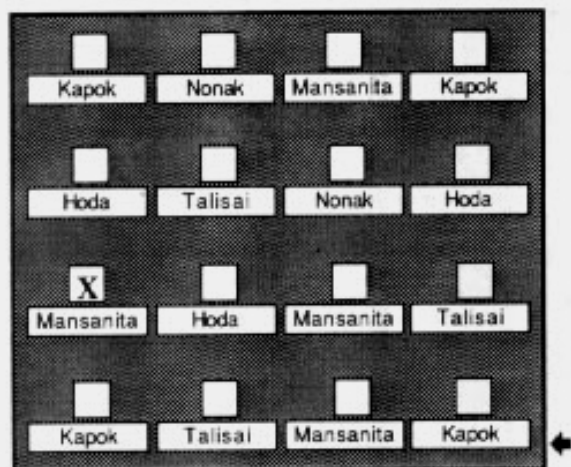 Kapok Nonak Mansanita Kapok
Hoda Talisai Nonak Hoda
X
Mansanita Hoda Mansanita Talisai
Kapok Talisai Mansanita Kapok